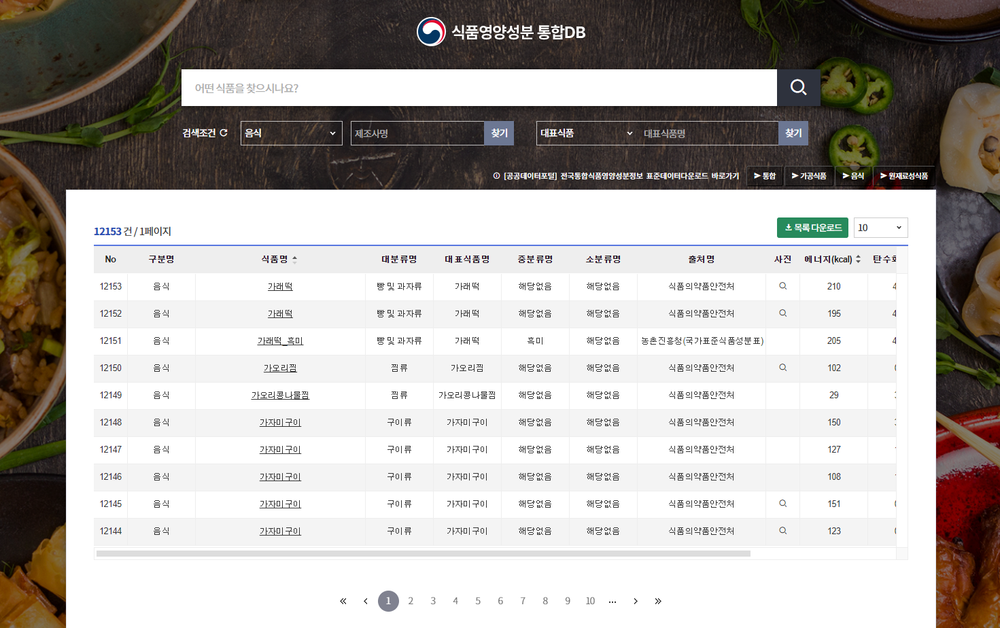 식품영양성분 통합DB
어떤 식품을 찾으시나요?
검색조건 음식 제조사명 찾기 대표식품 대표식품명 찾기
[공공데이터포털] 전국통합식품영양성분정보 표준데이터다운로드 바로가기 ▶통합 ▶가공식품 ▶음식 ▶원재료성식품
12153 건 / 1페이지 목록 다운로드 10
No 구분명 식품명 대분류명 대표식품명 중분류명 소분류명 출처명 사진 에너지(kcal)
12153 음식 가래떡 빵 및 과자류 가래떡 해당없음 해당없음 식품의약품안전처 210
12152 음식 가래떡 빵 및 과자류 가래떡 해당없음 해당없음 식품의약품안전처 195
12151 음식 가래떡_흑미 빵 및 과자류 가래떡 흑미 해당없음 농촌진흥청(국가표준식품성분표) 205
12150 음식 가오리찜 찜류 가오리찜 해당없음 해당없음 식품의약품안전처 102
12149 음식 가오리콩나물찜 찜류 가오리콩나물찜 해당없음 해당없음 식품의약품안전처 29
12148 음식 가자미구이 구이류 가자미구이 해당없음 해당없음 식품의약품안전처 150
12147 음식 가자미구이 구이류 가자미구이 해당없음 해당없음 식품의약품안전처 127
12146 음식 가자미구이 구이류 가자미구이 해당없음 해당없음 식품의약품안전처 108
12145 음식 가자미구이 구이류 가자미구이 해당없음 해당없음 식품의약품안전처 151
12144 음식 가자미구이 구이류 가자미구이 해당없음 해당없음 식품의약품안전처 123
« ‹ 1 2 3 4 5 6 7 8 9 10 ... › »